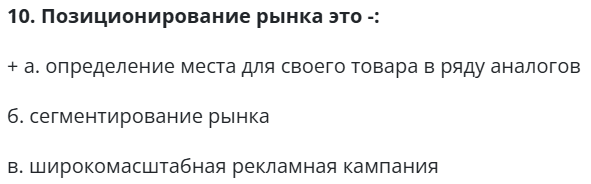 10. Позиционирование рынка это -:
+ а. определение места для своего товара в ряду аналогов
б. сегментирование рынка
в. широкомасштабная рекламная кампания